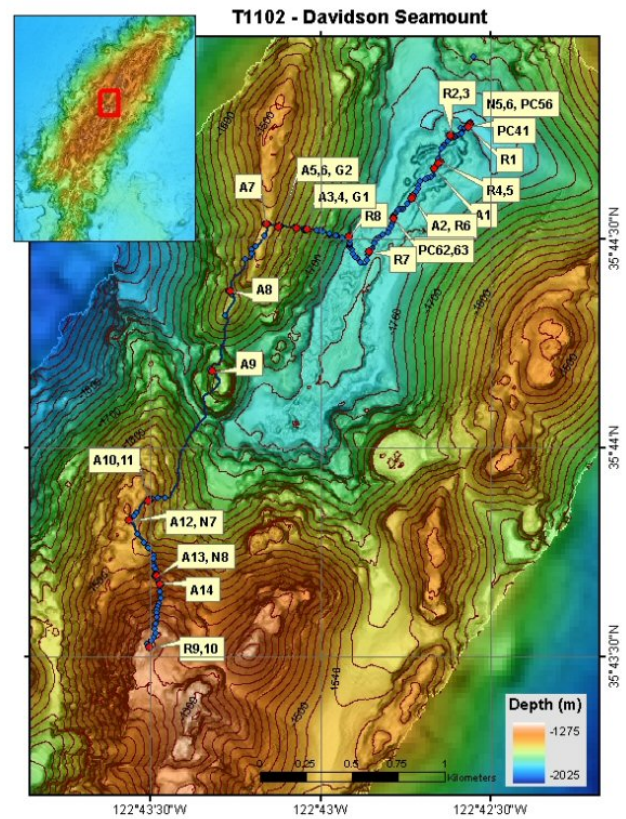 T1102 - Davidson Seamount
R2,3
N5,6, PC56
PC41
R1
A5,6, G2
A7
A3,4, G1
R4,5
R8
A1
A2, R6
PC62,63
R7
35°44'30"N
A8
A9
35°44'N
A10,11
A12, N7
A13, N8
A14
R9,10
35°43'30"N
Depth (m)
-1275
-2025
0
0.25
0.5
0.75
1
Kilometers
122°43'30"W
122°43'W
122°42'30"W